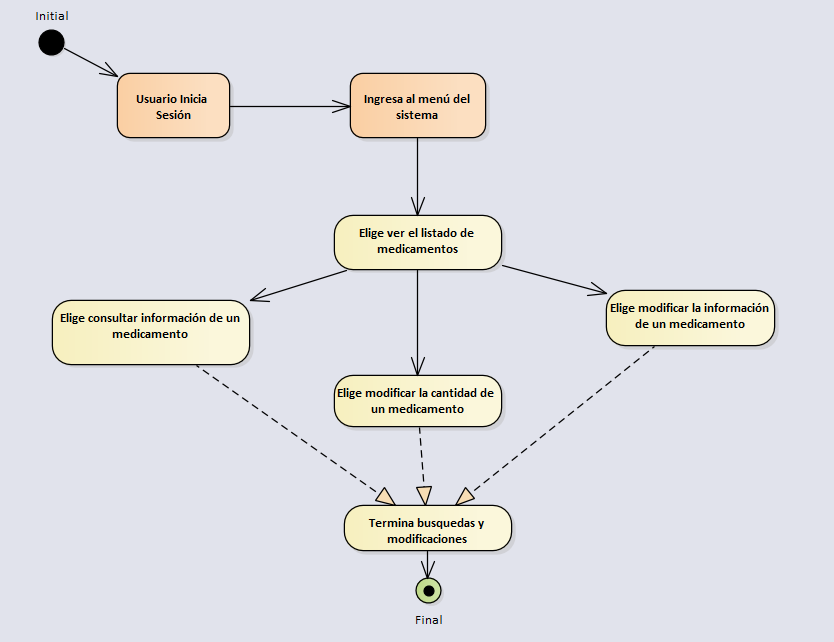 Initial
Usuario Inicia
Sesión
Ingresa al menú del
sistema
Elige ver el listado de
medicamentos
Elige consultar información de un
medicamento
Elige modificar la información
de un medicamento
Elige modificar la cantidad de
un medicamento
Termina busquedas y
modificaciones
Final